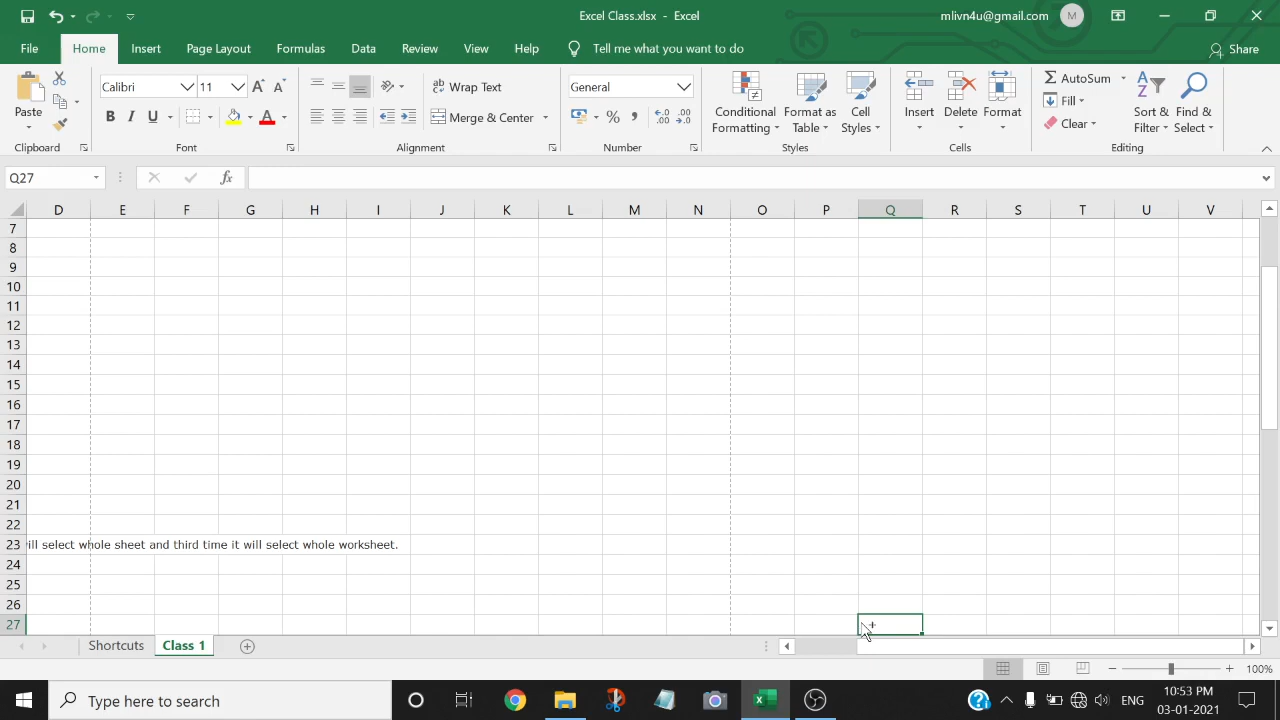 Excel Class.xlsx - Excel
mlivn4u@gmail.com M
File Home Insert Page Layout Formulas Data Review View Help Tell me what you want to do Share
Paste
Clipboard
Calibri 11 A A
B I U A
Font
ab Wrap Text
Merge & Center
Alignment
General
% , .0 .00 .00 .0
Number
Conditional Formatting
Format as Table
Cell Styles
Styles
Insert Delete Format
Cells
AutoSum
Fill
Clear
Sort & Filter
Find & Select
Editing
Q27 fx
D E F G H I J K L M N O P Q R S T U V
7
8
9
10
11
12
13
14
15
16
17
18
19
20
21
22
23 ill select whole sheet and third time it will select whole worksheet.
24
25
26
27
Shortcuts Class 1
100%
Type here to search
ENG
10:53 PM
03-01-2021